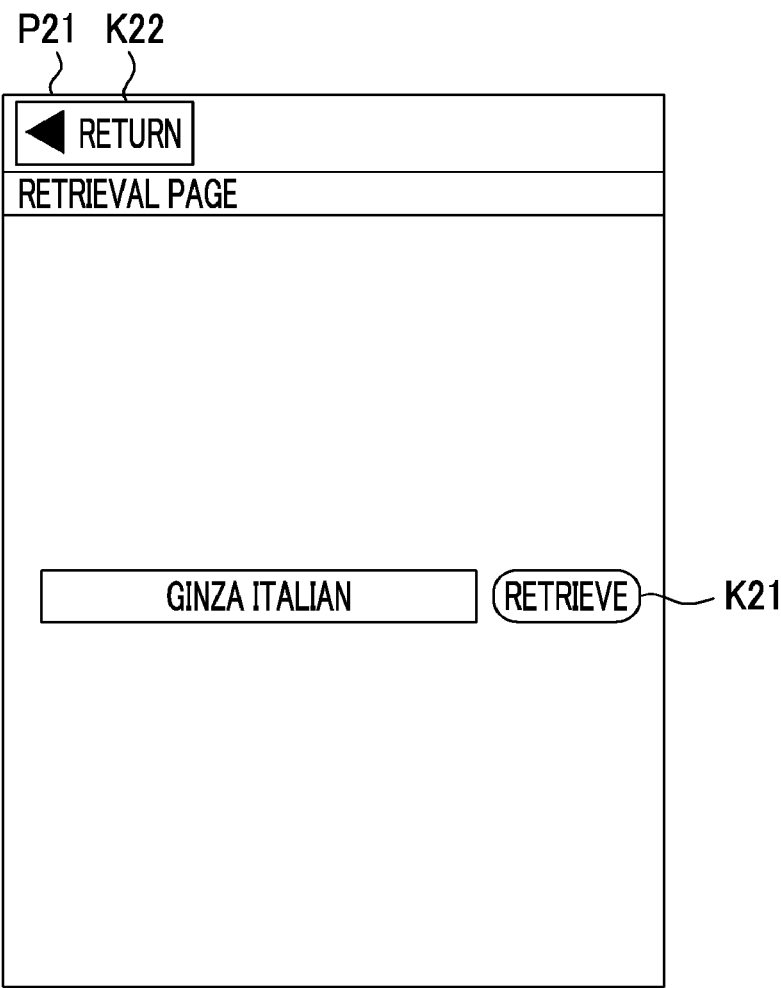 P21 K22
RETURN
RETRIEVAL PAGE
GINZA ITALIAN RETRIEVE K21